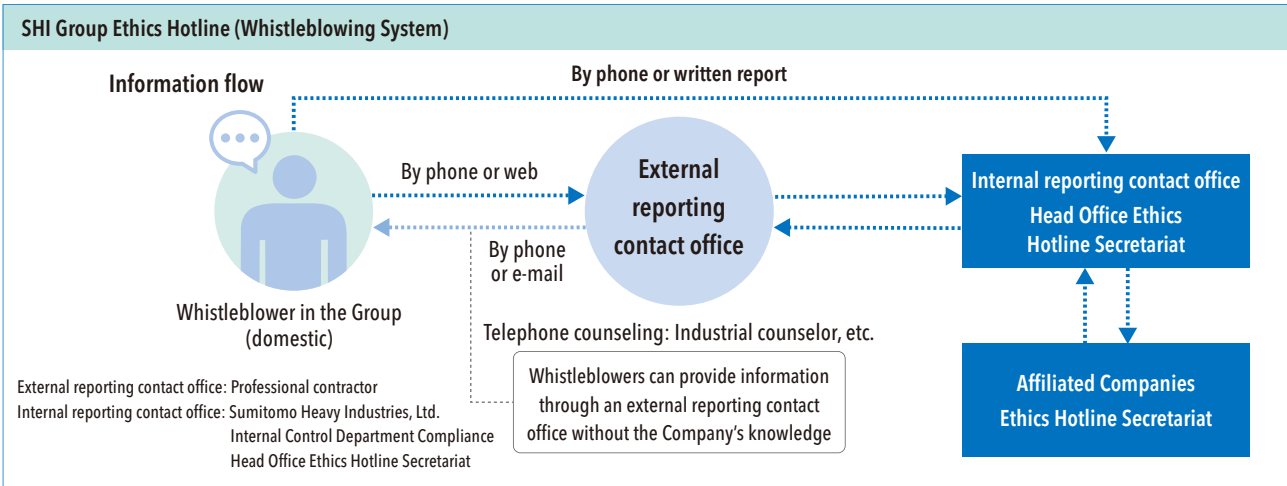 SHI Group Ethics Hotline (Whistleblowing System)
Information flow
By phone or written report
By phone or web
External
reporting
contact office
By phone
or e-mail
Internal reporting contact office
Head Office Ethics
Hotline Secretariat
Whistleblower in the Group
(domestic)
Telephone counseling: Industrial counselor, etc.
Whistleblowers can provide information
through an external reporting contact
office without the Company’s knowledge
Affiliated Companies
Ethics Hotline Secretariat
External reporting contact office: Professional contractor
Internal reporting contact office: Sumitomo Heavy Industries, Ltd.
Internal Control Department Compliance
Head Office Ethics Hotline Secretariat